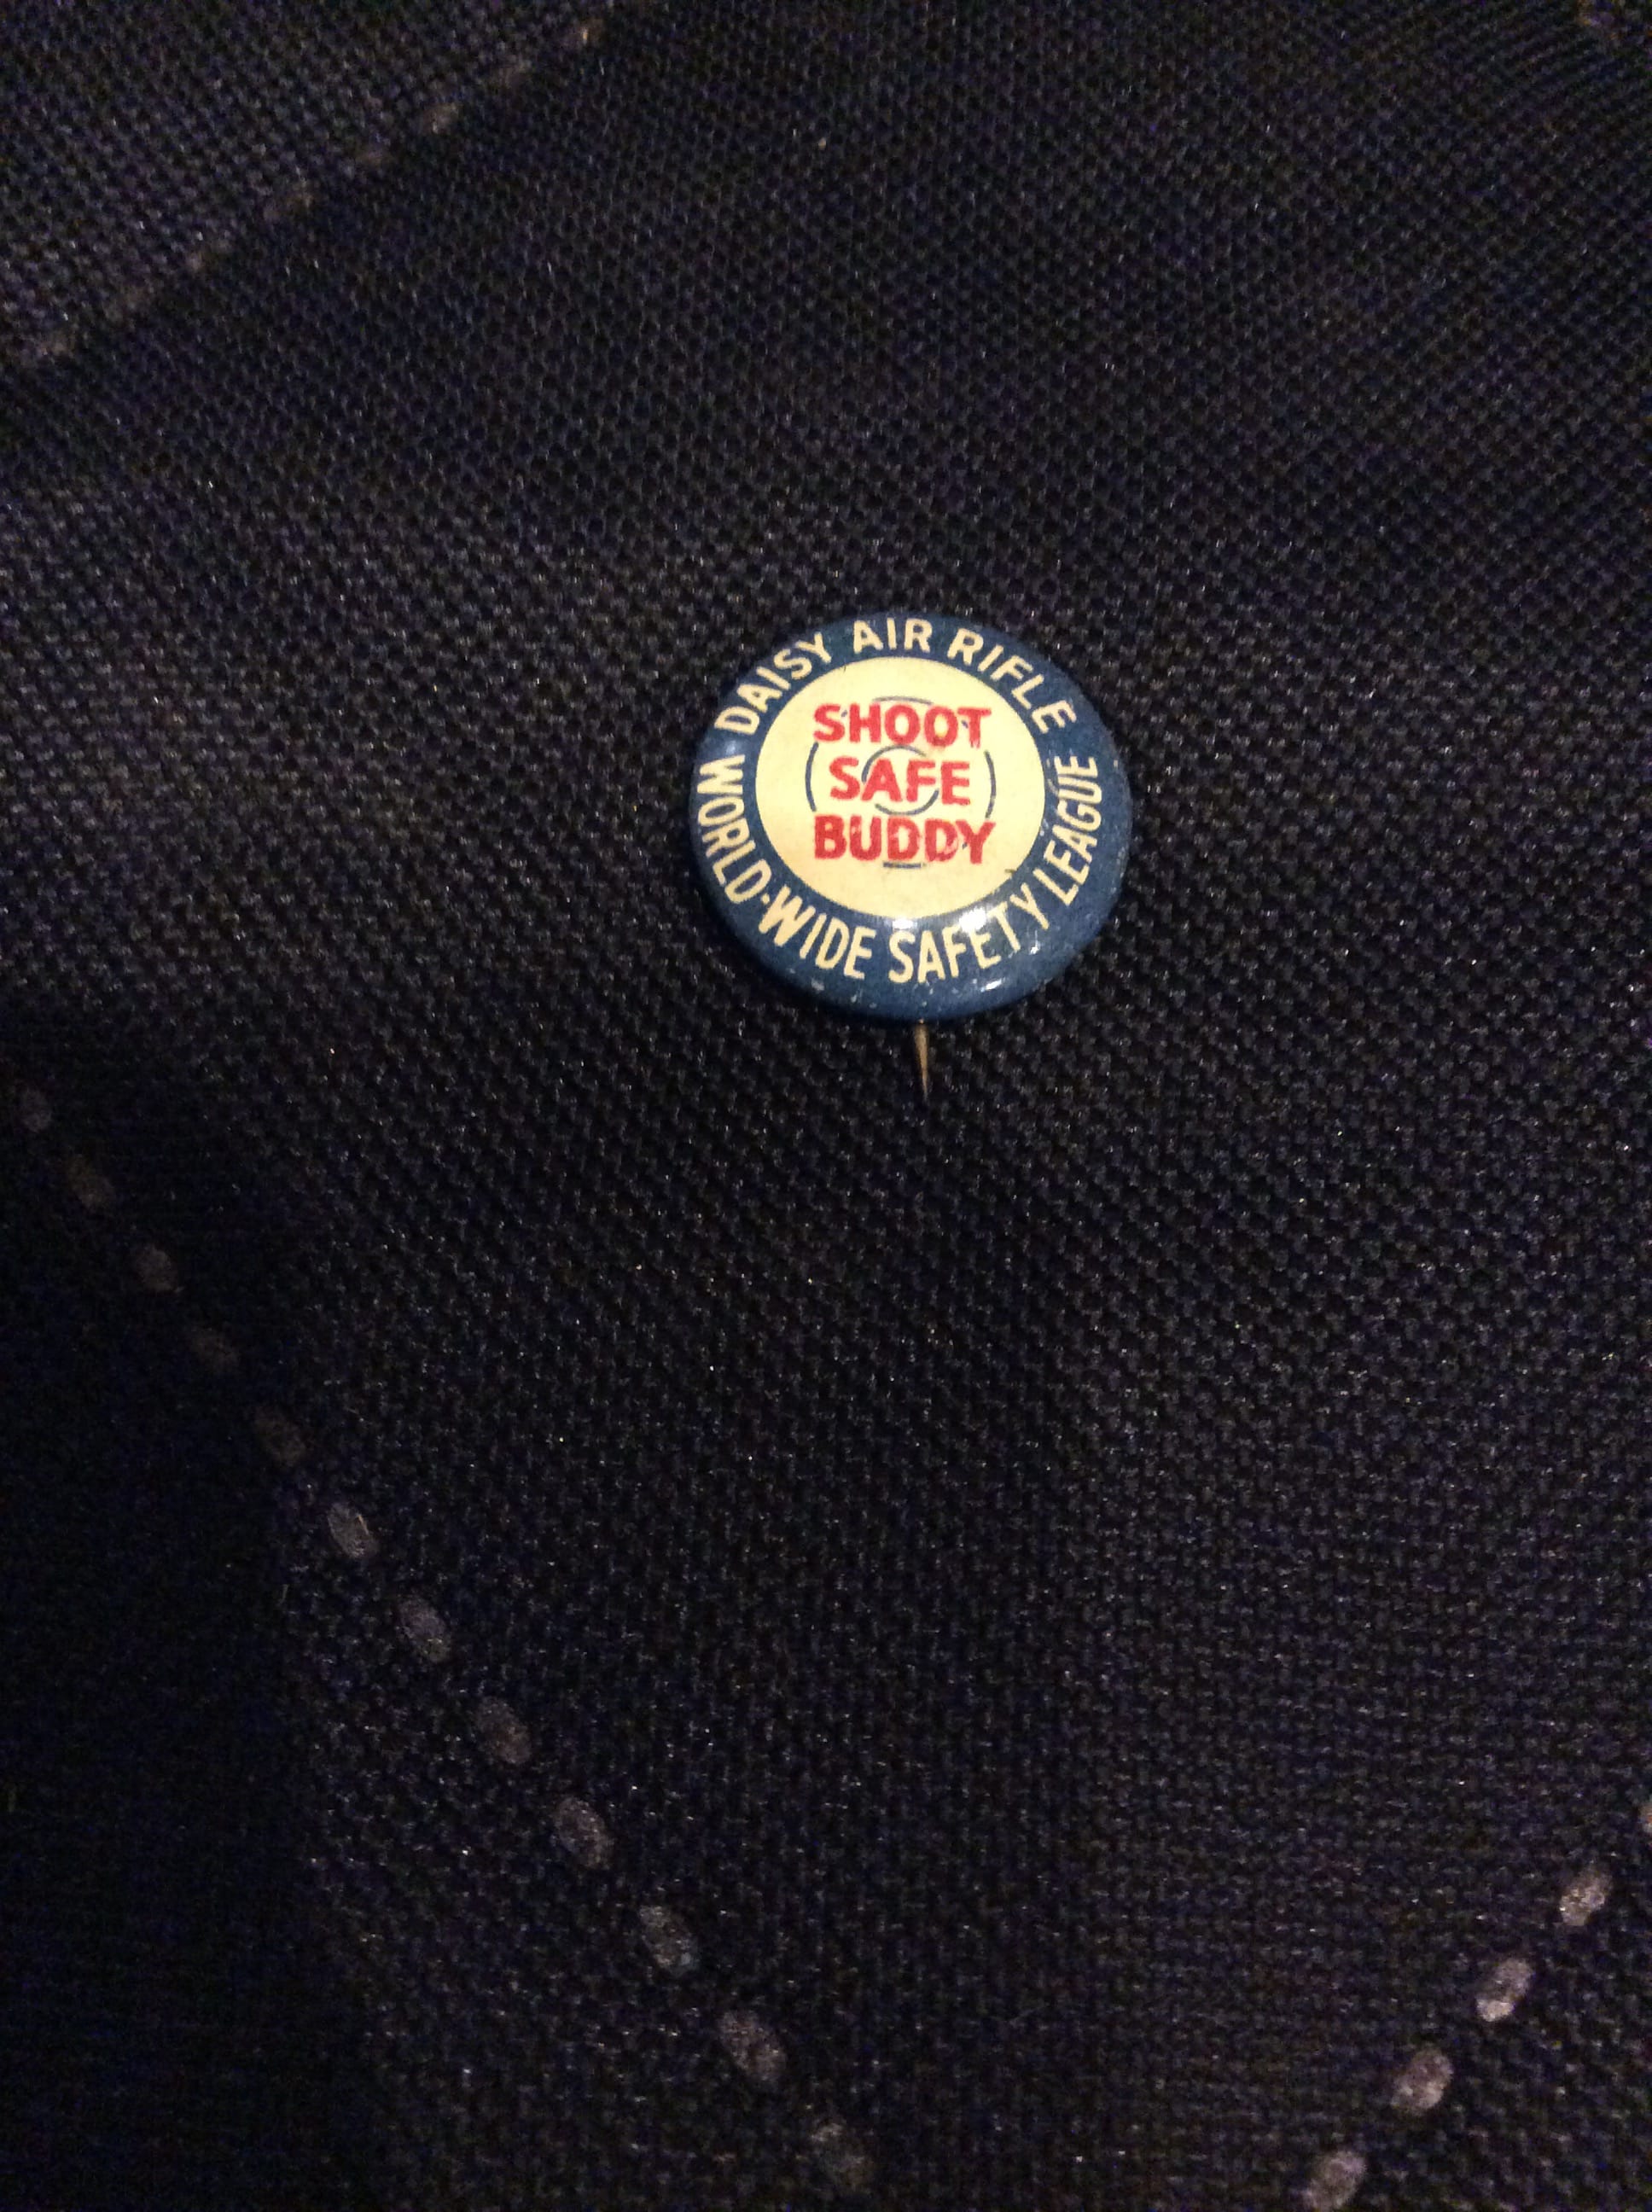 DAISY AIR RIFLE
SHOOT
SAFE
BUDDY
WORLD-WIDE SAFETY LEAGUE